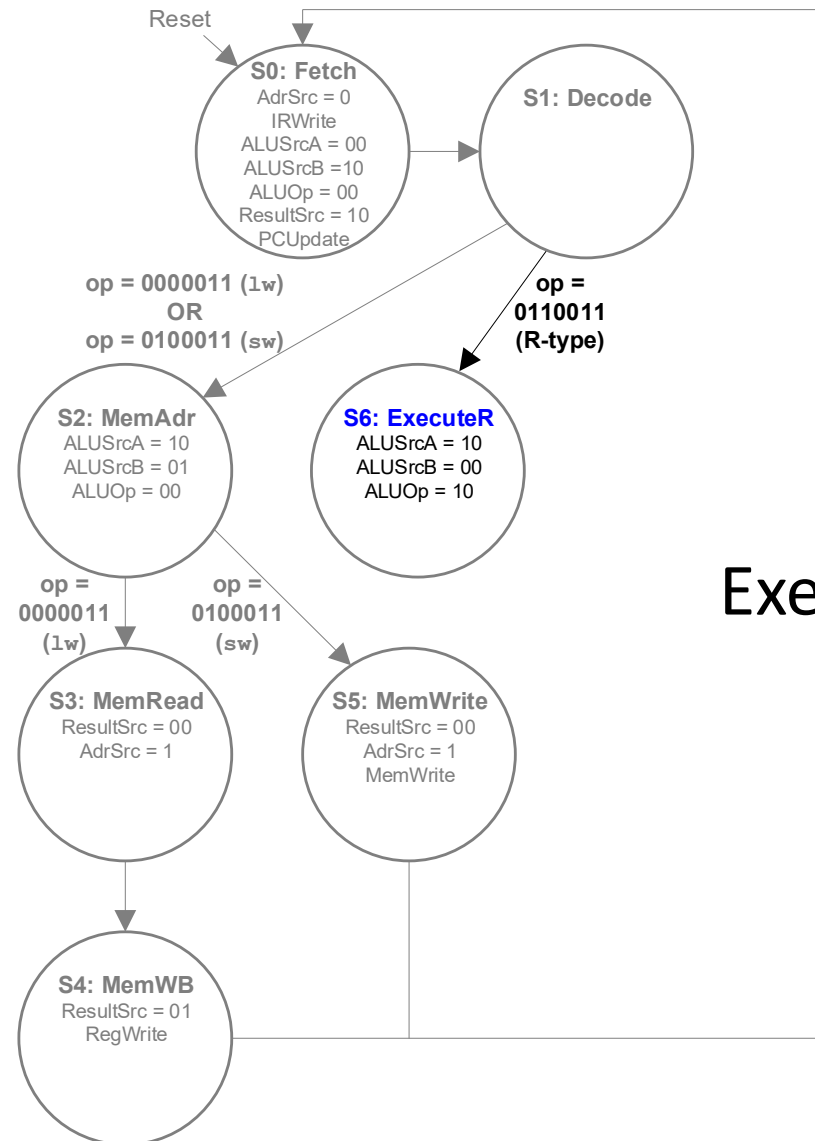 Reset
S0: Fetch
AdrSrc = 0
IRWrite
ALUSrcA = 00
ALUSrcB =10
ALUOp = 00
ResultSrc = 10
PCUpdate
S1: Decode
op = 0000011 (lw)
OR
op = 0100011 (sw)
op =
0110011
(R-type)
S2: MemAdr
ALUSrcA = 10
ALUSrcB = 01
ALUOp = 00
S6: ExecuteR
ALUSrcA = 10
ALUSrcB = 00
ALUOp = 10
op =
0000011
(lw)
op =
0100011
(sw)
Exe
S3: MemRead
ResultSrc = 00
AdrSrc = 1
S5: MemWrite
ResultSrc = 00
AdrSrc = 1
MemWrite
S4: MemWB
ResultSrc = 01
RegWrite